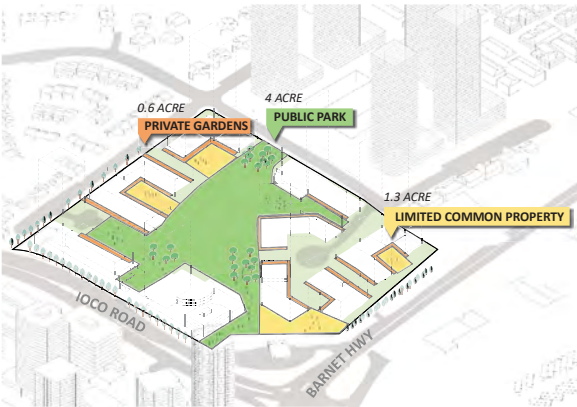 0.6 ACRE
PRIVATE GARDENS
4 ACRE
PUBLIC PARK
1.3 ACRE
LIMITED COMMON PROPERTY
IOCO ROAD
BARNET HWY